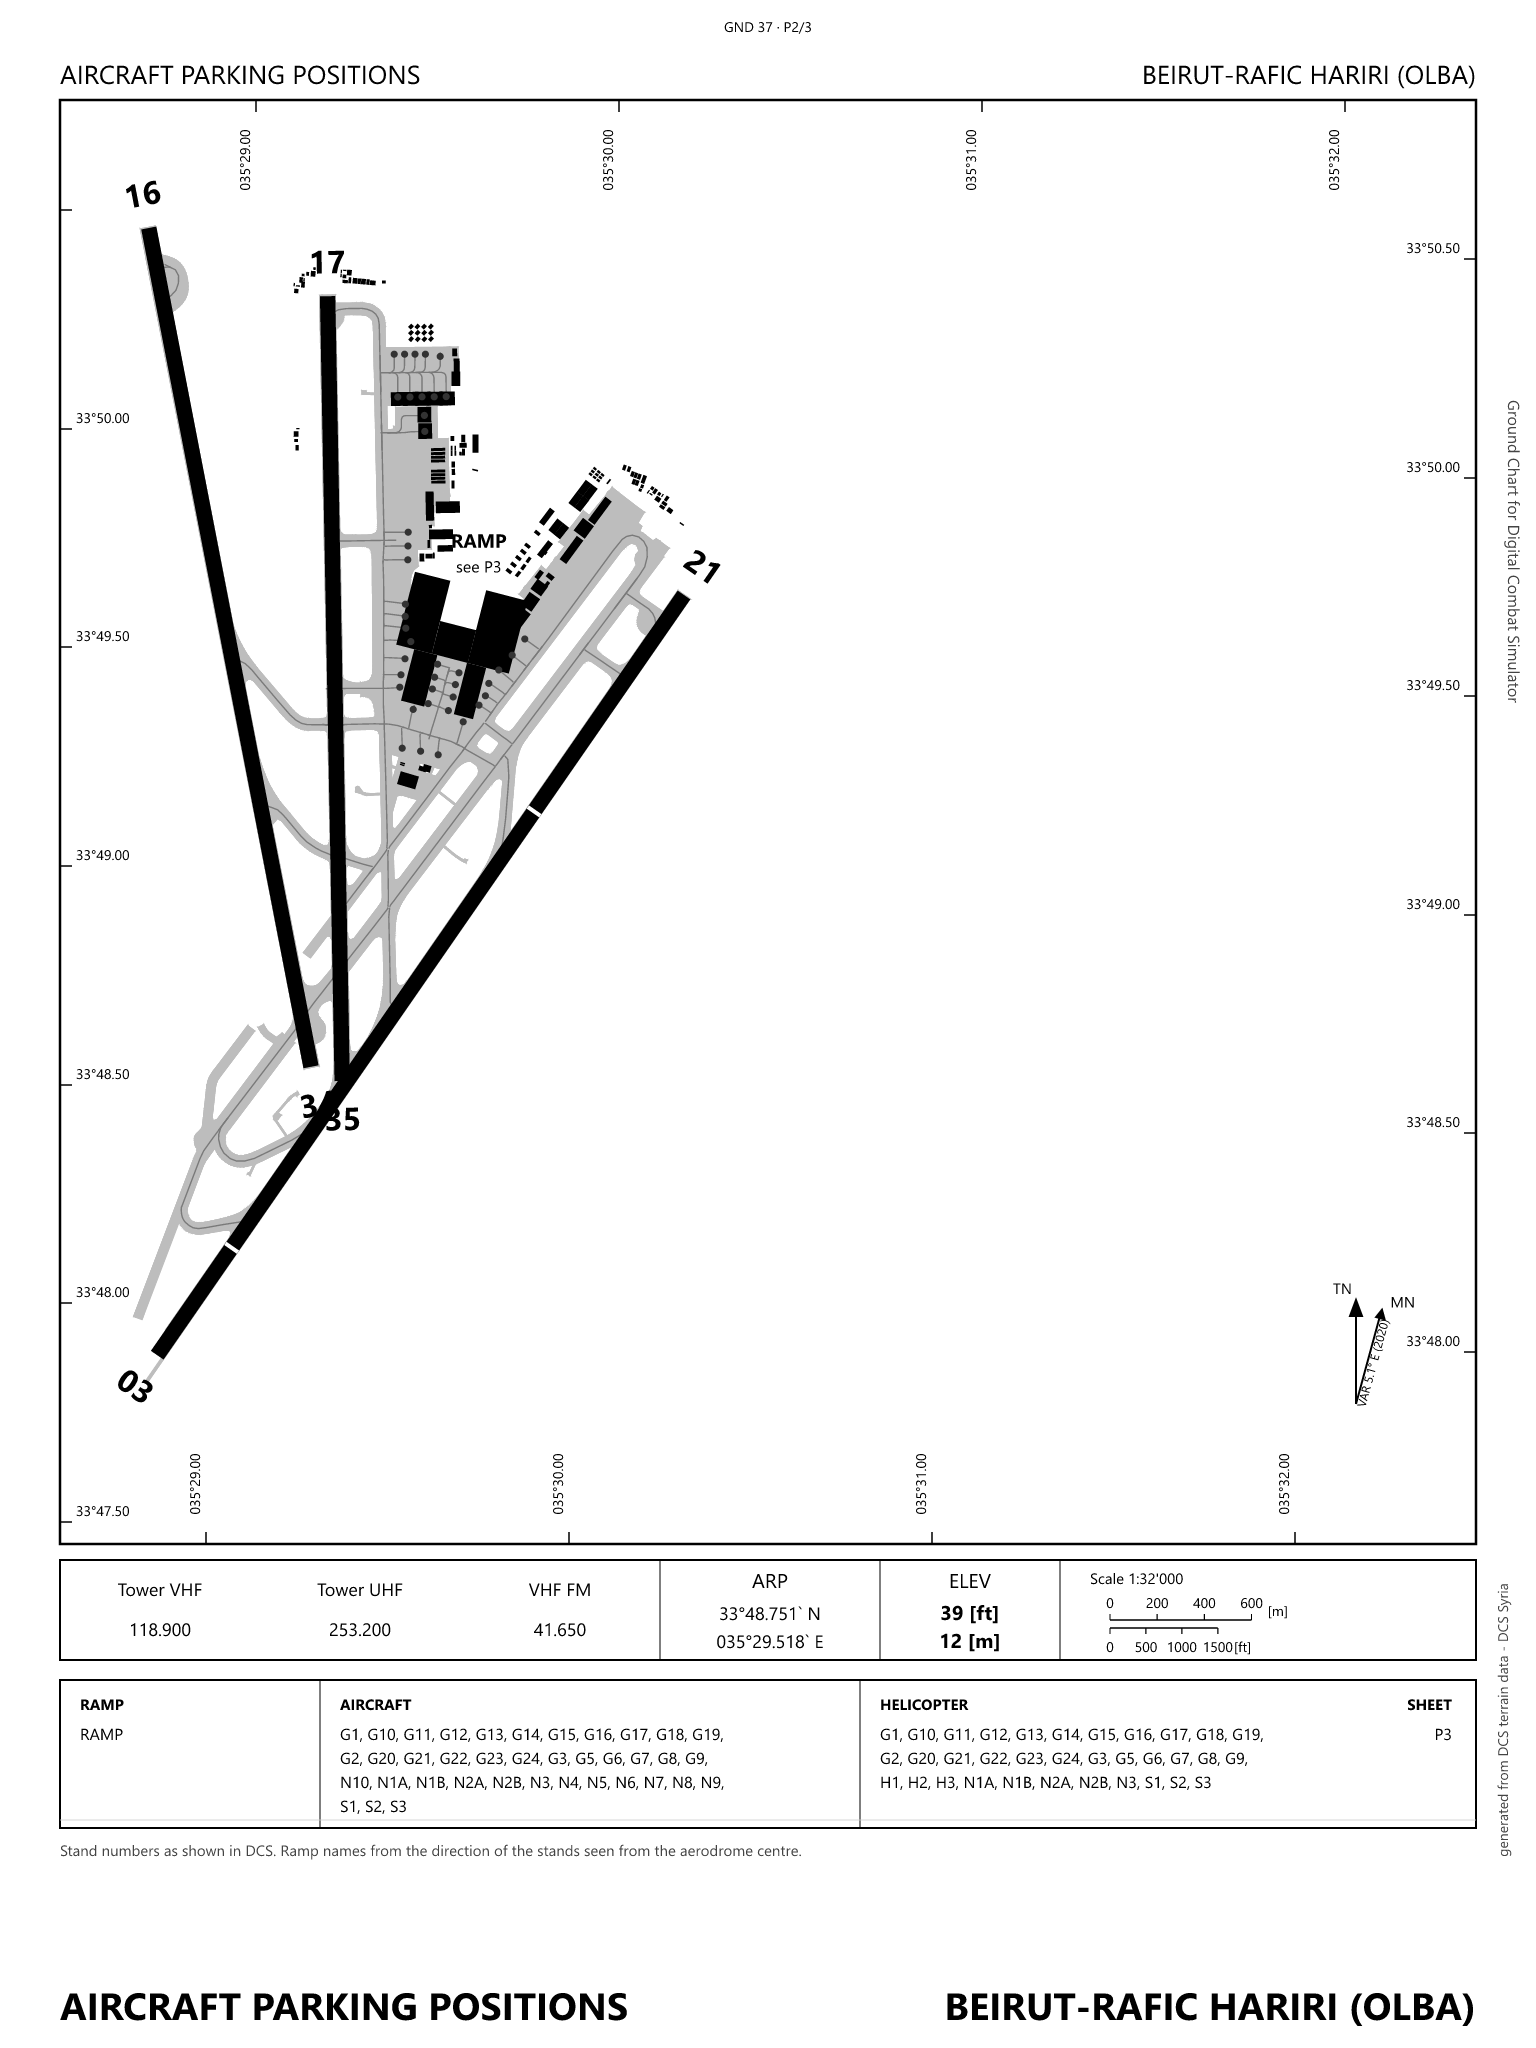 GND 37 · P2/3
AIRCRAFT PARKING POSITIONS
BEIRUT-RAFIC HARIRI (OLBA)
035°29.00
035°30.00
035°31.00
035°32.00
16
17
33°50.50
33°50.00
33°50.00
RAMP
see P3
21
33°49.50
33°49.50
33°49.00
33°49.00
33°48.50
35
33°48.50
33°48.00
33°48.00
03
TN
MN
VAR 5.1° E (2020)
33°47.50
035°29.00
035°30.00
035°31.00
035°32.00
Ground Chart for Digital Combat Simulator
Tower VHF
118.900
Tower UHF
253.200
VHF FM
41.650
ARP
33°48.751` N
035°29.518` E
ELEV
39 [ft]
12 [m]
Scale 1:32'000
0 200 400 600 [m]
0 500 1000 1500[ft]
RAMP
RAMP
AIRCRAFT
G1, G10, G11, G12, G13, G14, G15, G16, G17, G18, G19,
G2, G20, G21, G22, G23, G24, G3, G5, G6, G7, G8, G9,
N10, N1A, N1B, N2A, N2B, N3, N4, N5, N6, N7, N8, N9,
S1, S2, S3
HELICOPTER
G1, G10, G11, G12, G13, G14, G15, G16, G17, G18, G19,
G2, G20, G21, G22, G23, G24, G3, G5, G6, G7, G8, G9,
H1, H2, H3, N1A, N1B, N2A, N2B, N3, S1, S2, S3
SHEET
P3
generated from DCS terrain data - DCS Syria
Stand numbers as shown in DCS. Ramp names from the direction of the stands seen from the aerodrome centre.
AIRCRAFT PARKING POSITIONS
BEIRUT-RAFIC HARIRI (OLBA)